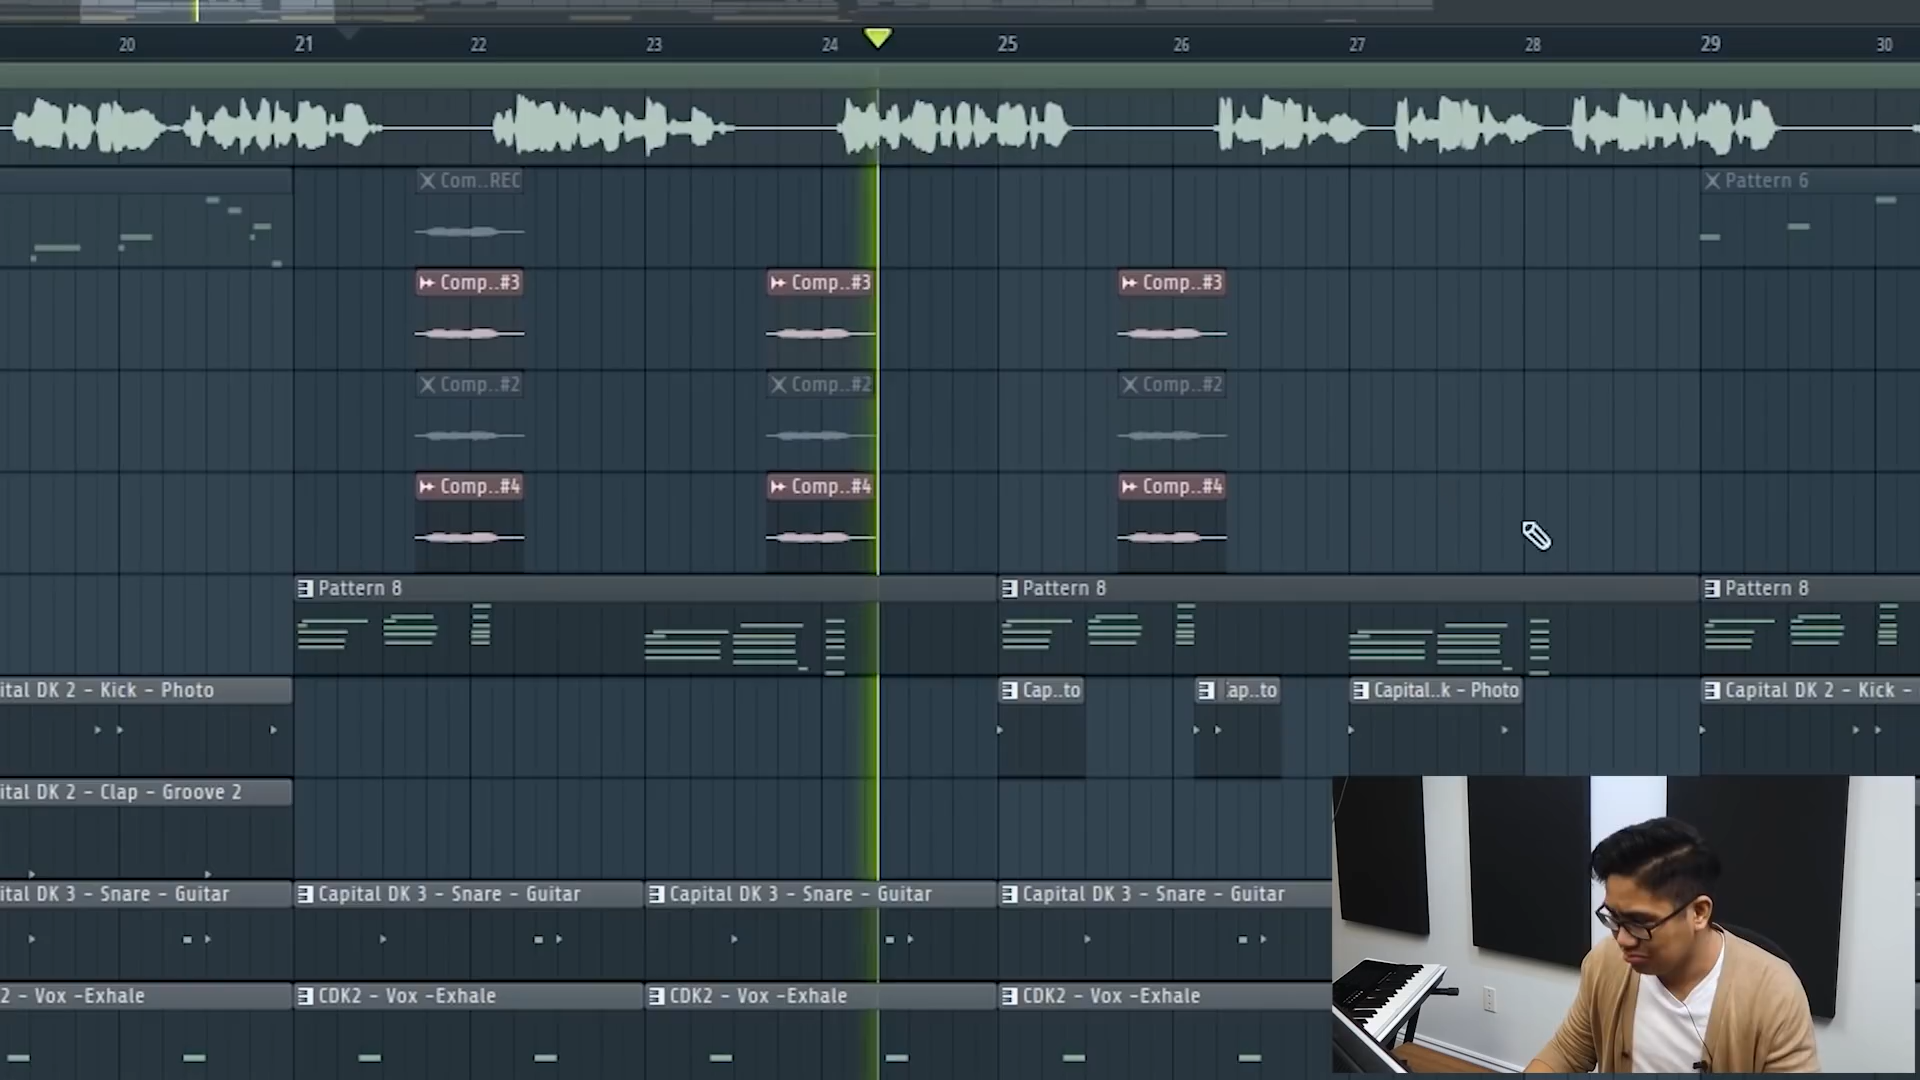 20 21 22 23 24 25 26 27 28 29 30
Com..REC Pattern 6
Comp..#3 Comp..#3 Comp..#3
Comp..#2 Comp..#2 Comp..#2
Comp..#4 Comp..#4 Comp..#4
Pattern 8 Pattern 8 Pattern 8
ital DK 2 - Kick - Photo Cap..to ap..to Capital..k - Photo Capital DK 2 - Kick -
ital DK 2 - Clap - Groove 2
ital DK 3 - Snare - Guitar Capital DK 3 - Snare - Guitar Capital DK 3 - Snare - Guitar Capital DK 3 - Snare - Guitar
2 - Vox -Exhale CDK2 - Vox -Exhale CDK2 - Vox -Exhale CDK2 - Vox -Exhale